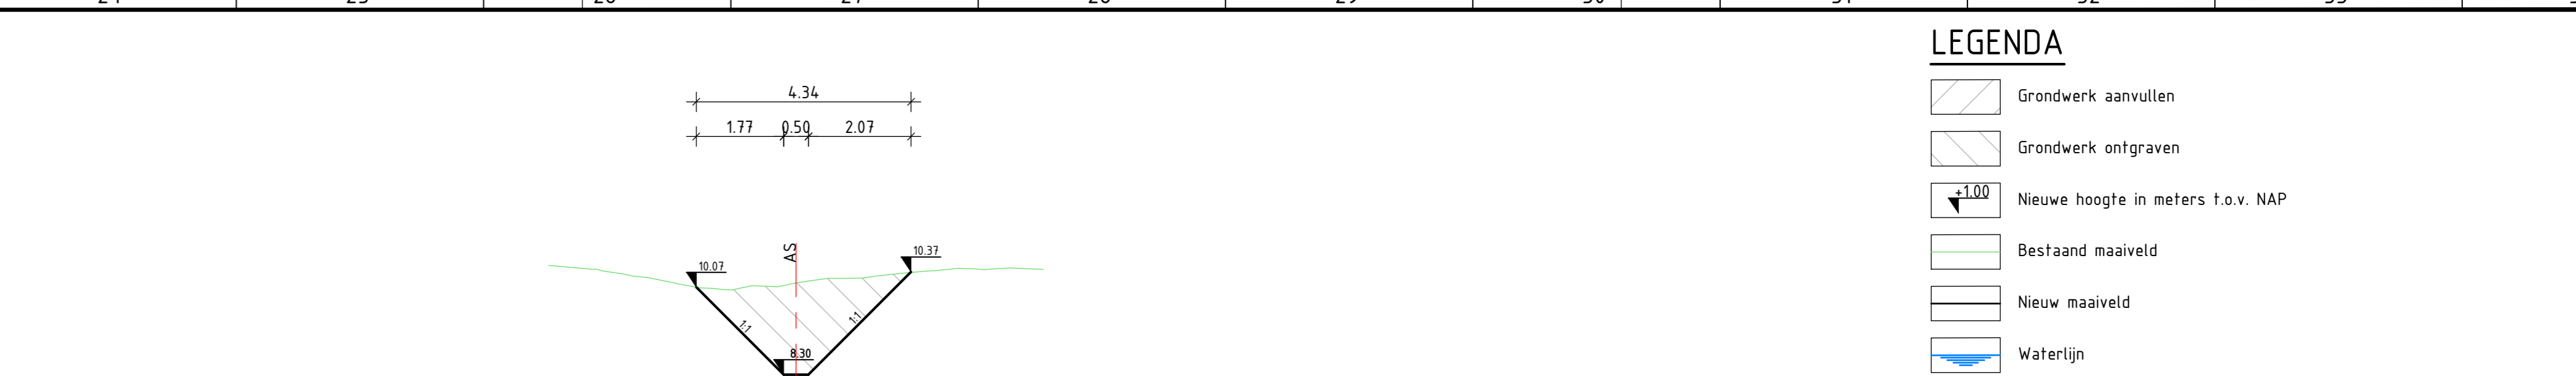 LEGENDA
4.34
1.77 0.50 2.07
Grondwerk aanvullen
Grondwerk ontgraven
+1.00 Nieuwe hoogte in meters t.o.v. NAP
AS
10.07
10.37
Bestaand maaiveld
Nieuw maaiveld
1:1
1:1
8.30
Waterlijn